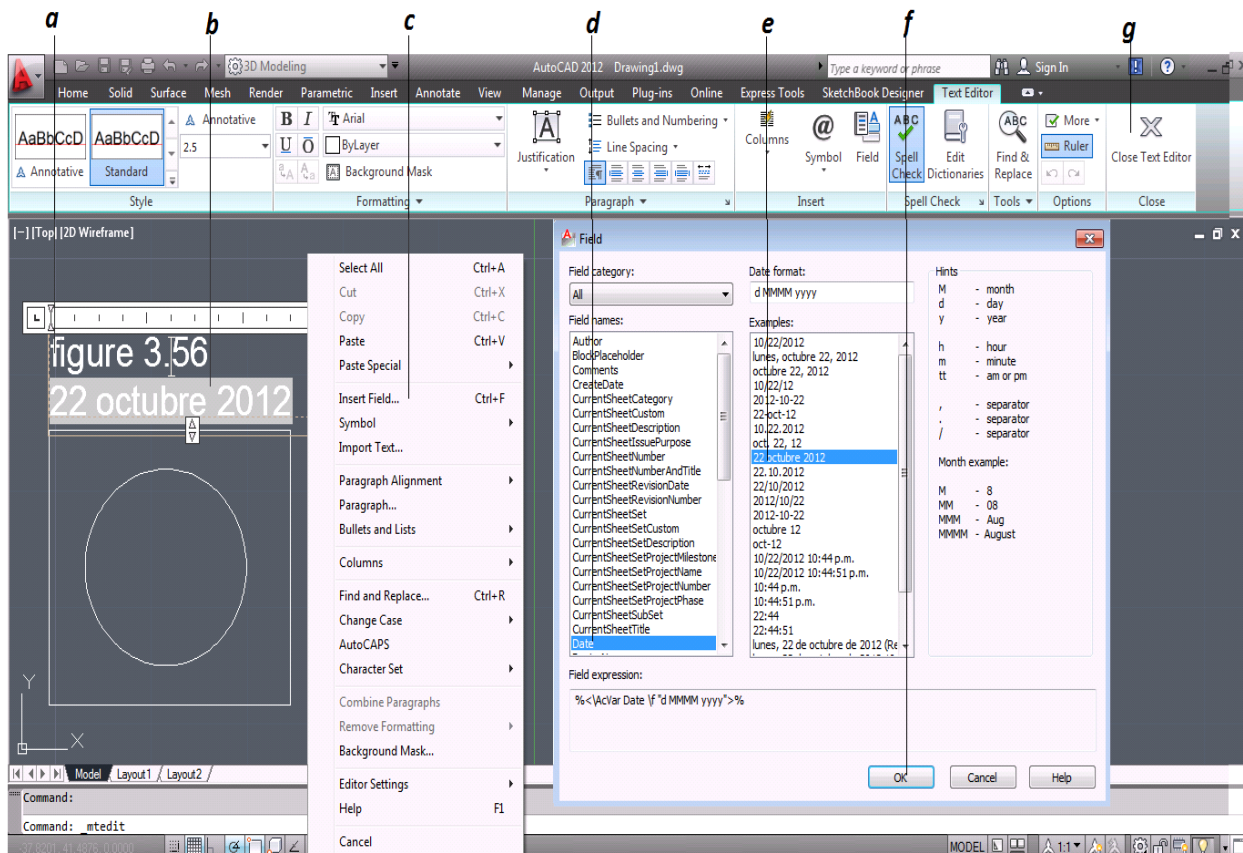 a b c d e f g
3D Modeling AutoCAD 2012 Drawing1.dwg Type a keyword or phrase Sign In
Home Solid Surface Mesh Render Parametric Insert Annotate View Manage Output Plug-ins Online Express Tools SketchBook Designer Text Editor
AaBbCcD AaBbCcD Annotative B I Arial Bullets and Numbering Columns @ ABC ABC More
2.5 U O ByLayer A Line Spacing Ruler
Annotative Standard Background Mask Justification Symbol Field Spell Check Edit Dictionaries Find & Replace Close Text Editor
Style Formatting Paragraph Insert Spell Check Tools Options Close
[-] [Top] [2D Wireframe]
figure 3.56
22 octubre 2012
Y
X
Model Layout1 Layout2
Command:
Command: _mtedit
Select All Ctrl+A
Cut Ctrl+X
Copy Ctrl+C
Paste Ctrl+V
Paste Special
Insert Field... Ctrl+F
Symbol
Import Text...
Paragraph Alignment
Paragraph...
Bullets and Lists
Columns
Find and Replace... Ctrl+R
Change Case
AutoCAPS
Character Set
Combine Paragraphs
Remove Formatting
Background Mask...
Editor Settings
Help F1
Cancel
Field
Field category:
All
Field names:
Author
BlockPlaceholder
Comments
CreateDate
CurrentSheetCategory
CurrentSheetCustom
CurrentSheetDescription
CurrentSheetIssuePurpose
CurrentSheetNumber
CurrentSheetNumberAndTitle
CurrentSheetRevisionDate
CurrentSheetRevisionNumber
CurrentSheetSet
CurrentSheetSetCustom
CurrentSheetSetDescription
CurrentSheetSetProjectMilestone
CurrentSheetSetProjectName
CurrentSheetSetProjectNumber
CurrentSheetSetProjectPhase
CurrentSheetSubSet
CurrentSheetTitle
Date
Date format:
d MMMM yyyy
Examples:
10/22/2012
lunes, octubre 22, 2012
octubre 22, 2012
10/22/12
2012-10-22
22-oct-12
10.22.2012
oct. 22, 12
22 octubre 2012
22.10.2012
22/10/2012
2012/10/22
2012-10-22
octubre 12
oct-12
10/22/2012 10:44 p.m.
10/22/2012 10:44:51 p.m.
10:44 p.m.
10:44:51 p.m.
22:44
22:44:51
lunes, 22 de octubre de 2012 (Re
Hints
M - month
d - day
y - year
h - hour
m - minute
tt - am or pm
, - separator
. - separator
/ - separator
Month example:
M - 8
MM - 08
MMM - Aug
MMMM - August
Field expression:
%<\AcVar Date \f "d MMMM yyyy">%
OK Cancel Help
MODEL 1:1